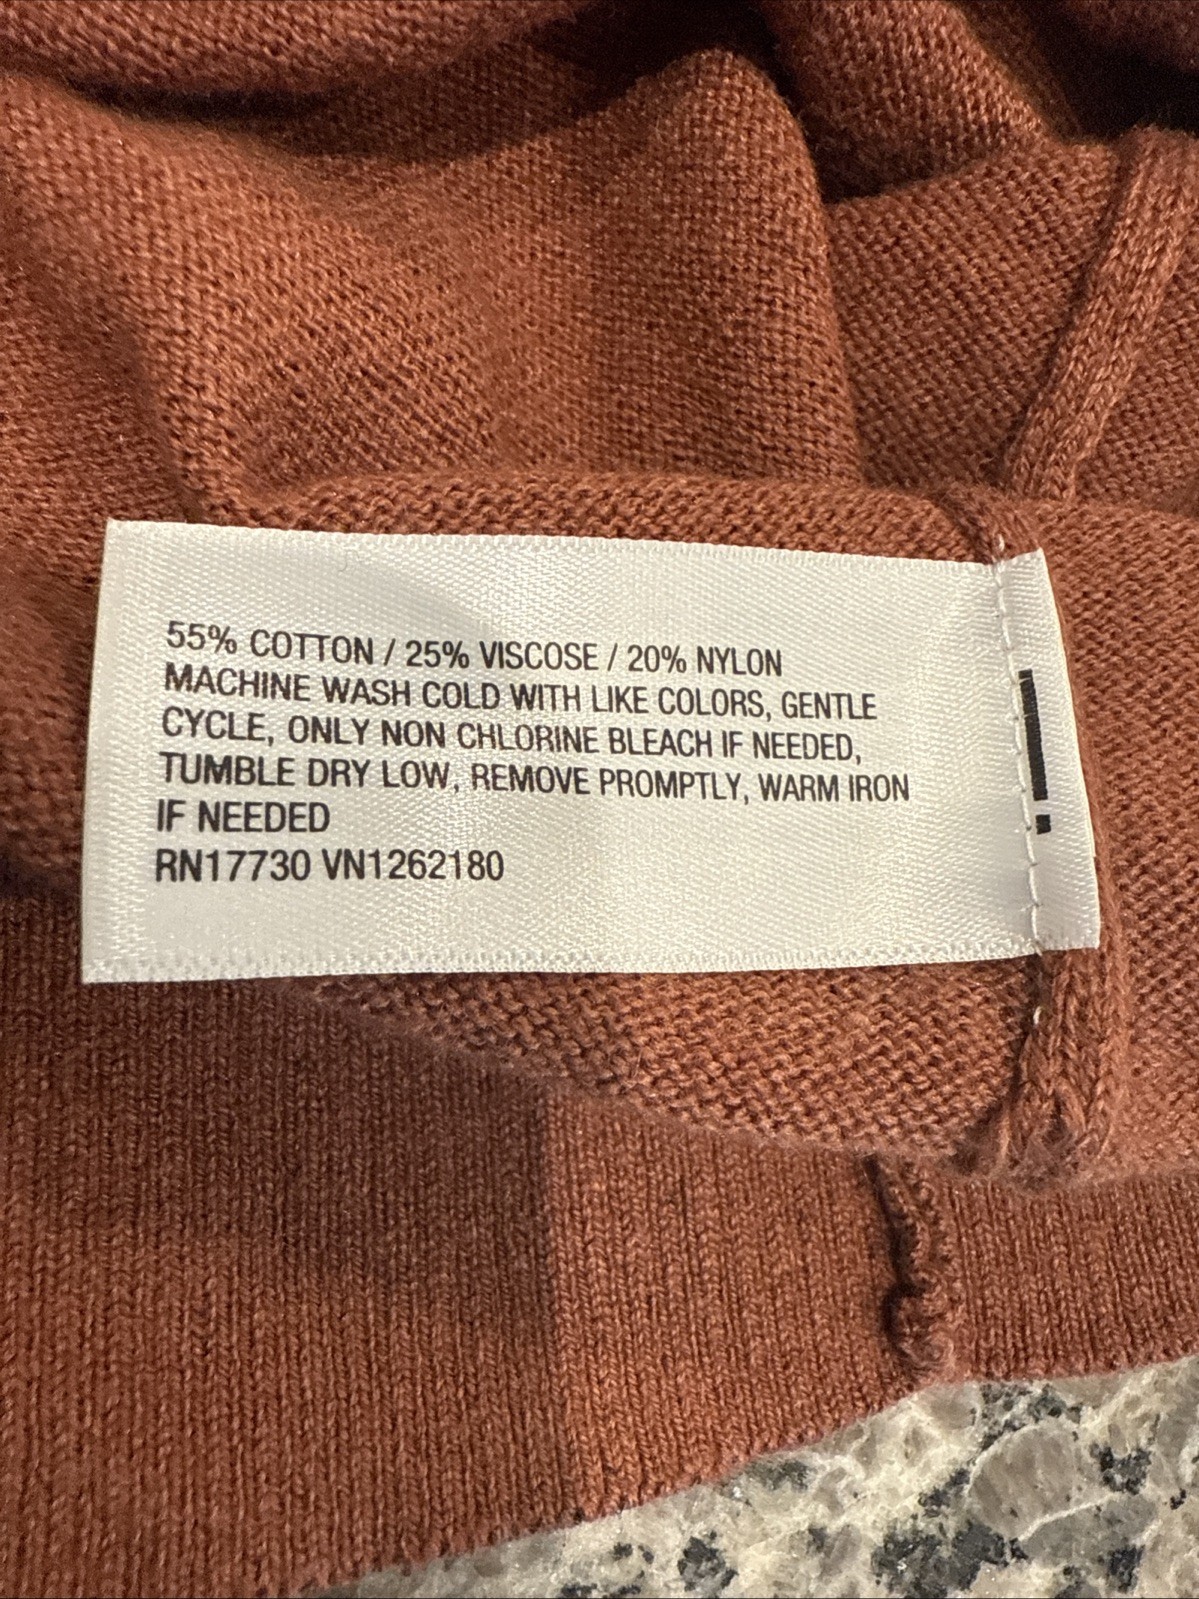 55% COTTON / 25% VISCOSE / 20% NYLON
MACHINE WASH COLD WITH LIKE COLORS, GENTLE
CYCLE, ONLY NON CHLORINE BLEACH IF NEEDED,
TUMBLE DRY LOW, REMOVE PROMPTLY, WARM IRON
IF NEEDED
RN17730 VN1262180